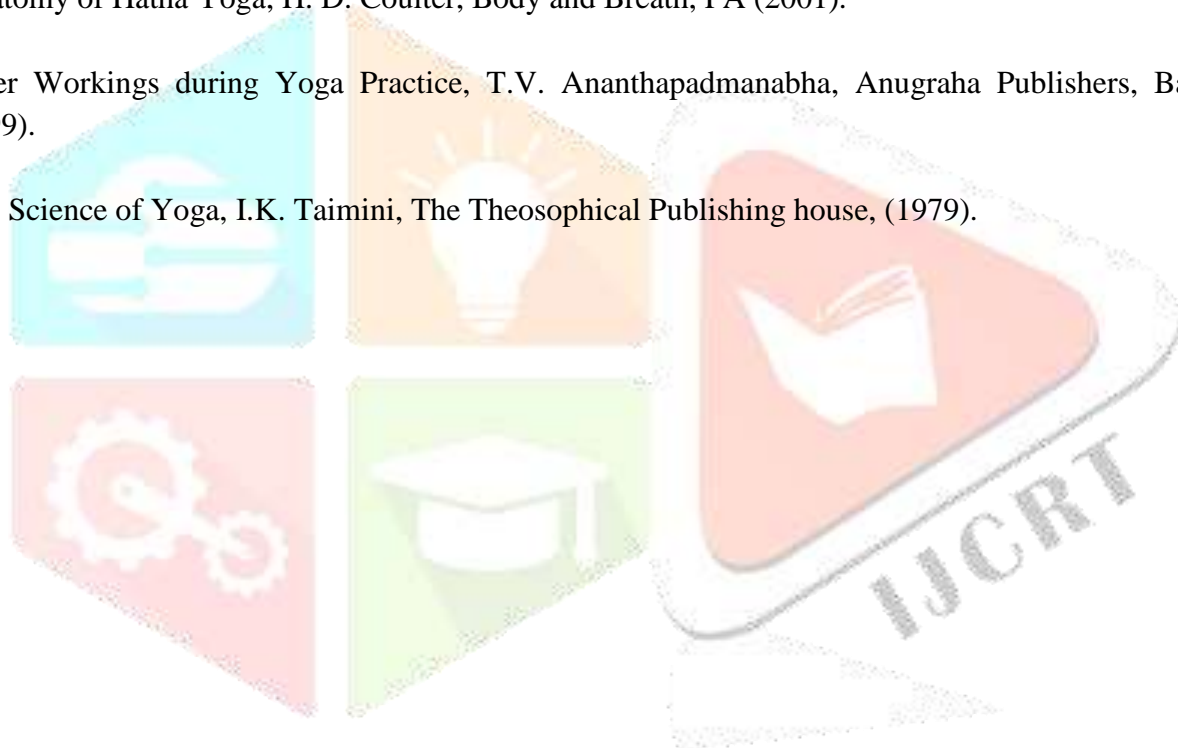 atomy of Hatha Yoga, H. D. Coulter, Body and Breath, PA (2001).
er Workings during Yoga Practice, T.V. Ananthapadmanabha, Anugraha Publishers, Ba
9).
Science of Yoga, I.K. Taimini, The Theosophical Publishing house, (1979).
IJCRT